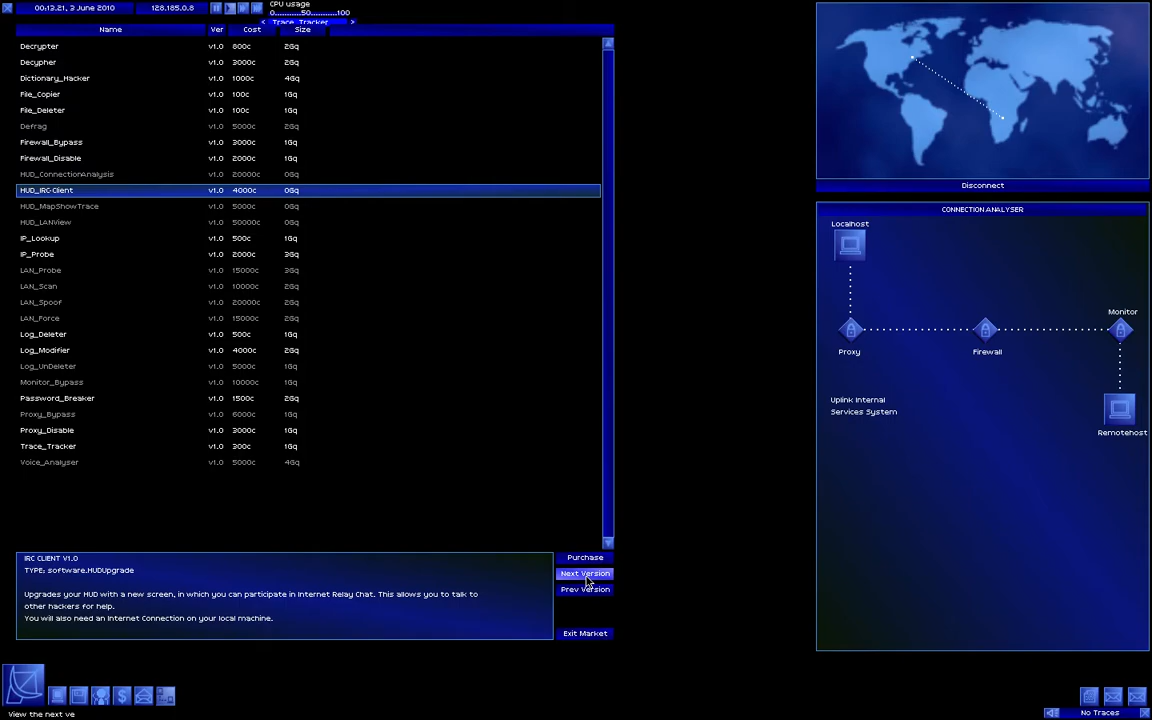 00:13.21, 3 June 2010
128.185.0.8
CPU usage
0.........50.........100
< Trace_Tracker >
Name Ver Cost Size
Decrypter v1.0 800c 2Gq
Decypher v1.0 3000c 2Gq
Dictionary_Hacker v1.0 1000c 4Gq
File_Copier v1.0 100c 1Gq
File_Deleter v1.0 100c 1Gq
Defrag v1.0 5000c 2Gq
Firewall_Bypass v1.0 3000c 1Gq
Firewall_Disable v1.0 2000c 1Gq
HUD_ConnectionAnalysis v1.0 20000c 0Gq
HUD_IRC-Client v1.0 4000c 0Gq
HUD_MapShowTrace v1.0 5000c 0Gq
HUD_LANView v1.0 50000c 0Gq
IP_Lookup v1.0 500c 1Gq
IP_Probe v1.0 2000c 3Gq
LAN_Probe v1.0 15000c 3Gq
LAN_Scan v1.0 10000c 2Gq
LAN_Spoof v1.0 20000c 2Gq
LAN_Force v1.0 15000c 1Gq
Log_Deleter v1.0 500c 1Gq
Log_Modifier v1.0 4000c 2Gq
Log_UnDeleter v1.0 5000c 1Gq
Monitor_Bypass v1.0 10000c 1Gq
Password_Breaker v1.0 1500c 2Gq
Proxy_Bypass v1.0 6000c 1Gq
Proxy_Disable v1.0 3000c 1Gq
Trace_Tracker v1.0 300c 1Gq
Voice_Analyser v1.0 5000c 4Gq
IRC CLIENT V1.0
TYPE: software.HUDUpgrade
Upgrades your HUD with a new screen, in which you can participate in Internet Relay Chat. This allows you to talk to
other hackers for help.
You will also need an Internet Connection on your local machine.
Purchase
Next Version
Prev Version
Exit Market
View the next ve
Disconnect
CONNECTION ANALYSER
Localhost
Monitor
Proxy
Firewall
Uplink Internal
Services System
Remotehost
No Traces